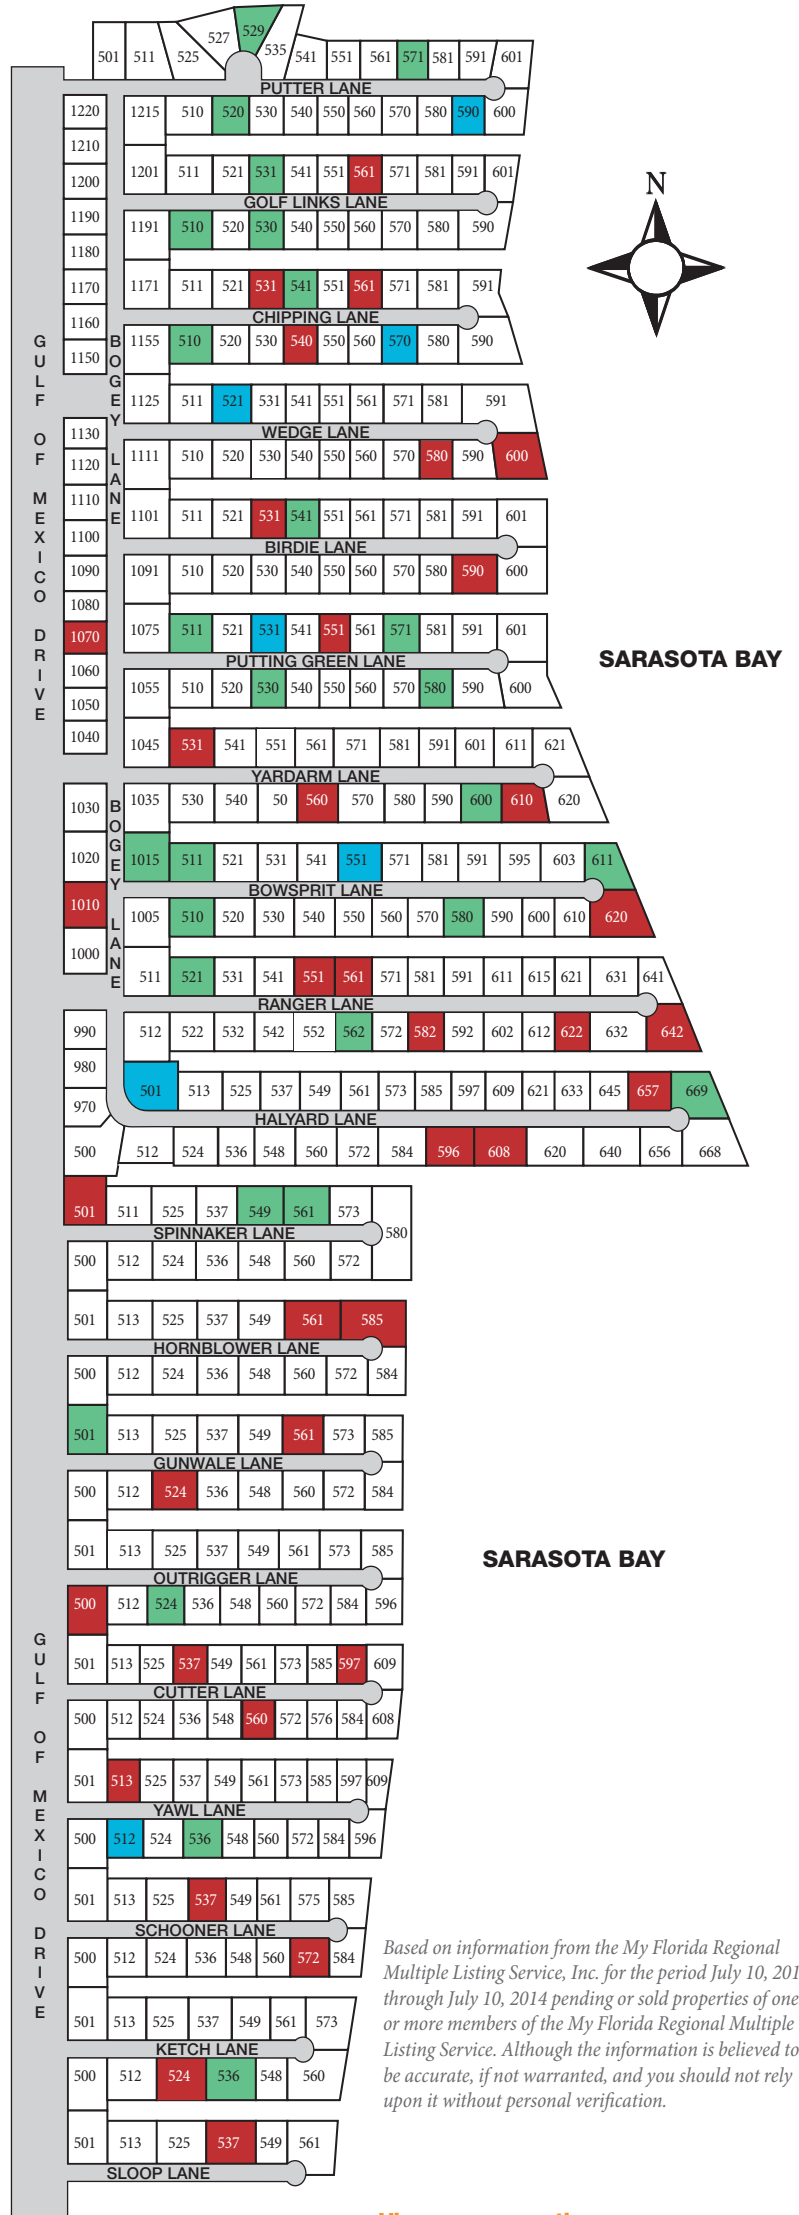 501 511 525 527 529 535 541 551 561 571 581 591 601
PUTTER LANE
1220 1215 510 520 530 540 550 560 570 580 590 600
1210
1200 1201 511 521 531 541 551 561 571 581 591 601
GOLF LINKS LANE
1190 1191 510 520 530 540 550 560 570 580 590
1180
1170 1171 511 521 531 541 551 561 571 581 591
CHIPPING LANE
1160
1150 1155 510 520 530 540 550 560 570 580 590
1125 511 521 531 541 551 561 571 581 591
WEDGE LANE
1130
1120 1111 510 520 530 540 550 560 570 580 590 600
1110
1101 511 521 531 541 551 561 571 581 591 601
1100
BIRDIE LANE
1090 1091 510 520 530 540 550 560 570 580 590 600
1080
1070 1075 511 521 531 541 551 561 571 581 591 601
PUTTING GREEN LANE
1060
1050 1055 510 520 530 540 550 560 570 580 590 600
1040 1045 531 541 551 561 571 581 591 601 611 621
YARDARM LANE
1030 1035 530 540 50 560 570 580 590 600 610 620
1020 1015 511 521 531 541 551 571 581 591 595 603 611
BOWSPRIT LANE
1010 1005 510 520 530 540 550 560 570 580 590 600 610 620
1000 511 521 531 541 551 561 571 581 591 611 615 621 631 641
RANGER LANE
990 512 522 532 542 552 562 572 582 592 602 612 622 632 642
980
970 501 513 525 537 549 561 573 585 597 609 621 633 645 657 669
HALYARD LANE
500 512 524 536 548 560 572 584 596 608 620 640 656 668
GULF OF MEXICO DRIVE
BOGEY LANE
BOGEY LANE
N
SARASOTA BAY
501 511 525 537 549 561 573 580
SPINNAKER LANE
500 512 524 536 548 560 572
501 513 525 537 549 561 585
HORNBLOWER LANE
500 512 524 536 548 560 572 584
501 513 525 537 549 561 573 585
GUNWALE LANE
500 512 524 536 548 560 572 584
501 513 525 537 549 561 573 585
OUTRIGGER LANE
500 512 524 536 548 560 572 584 596
501 513 525 537 549 561 573 585 597 609
CUTTER LANE
500 512 524 536 548 560 572 576 584 608
501 513 525 537 549 561 573 585 597 609
YAWL LANE
500 512 524 536 548 560 572 584 596
501 513 525 537 549 561 575 585
SCHOONER LANE
500 512 524 536 548 560 572 584
501 513 525 537 549 561 573
KETCH LANE
500 512 524 536 548 560
501 513 525 537 549 561
SLOOP LANE
GULF OF MEXICO DRIVE
SARASOTA BAY
Based on information from the My Florida Regional
Multiple Listing Service, Inc. for the period July 10, 201
through July 10, 2014 pending or sold properties of one
or more members of the My Florida Regional Multiple
Listing Service. Although the information is believed to
be accurate, if not warranted, and you should not rely
upon it without personal verification.